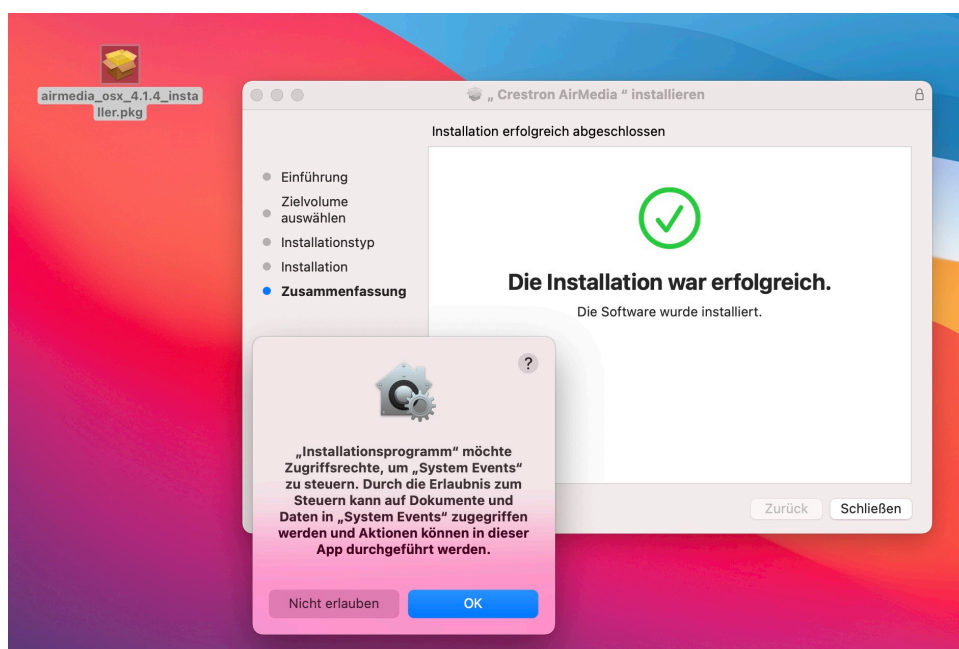 airmedia_osx_4.1.4_insta
ller.pkg
„ Crestron AirMedia “ installieren
Installation erfolgreich abgeschlossen
Einführung
Zielvolume
auswählen
Installationstyp
Installation
Zusammenfassung
Die Installation war erfolgreich.
Die Software wurde installiert.
Zurück
Schließen
?
„Installationsprogramm“ möchte
Zugriffsrechte, um „System Events“
zu steuern. Durch die Erlaubnis zum
Steuern kann auf Dokumente und
Daten in „System Events“ zugegriffen
werden und Aktionen können in dieser
App durchgeführt werden.
Nicht erlauben
OK